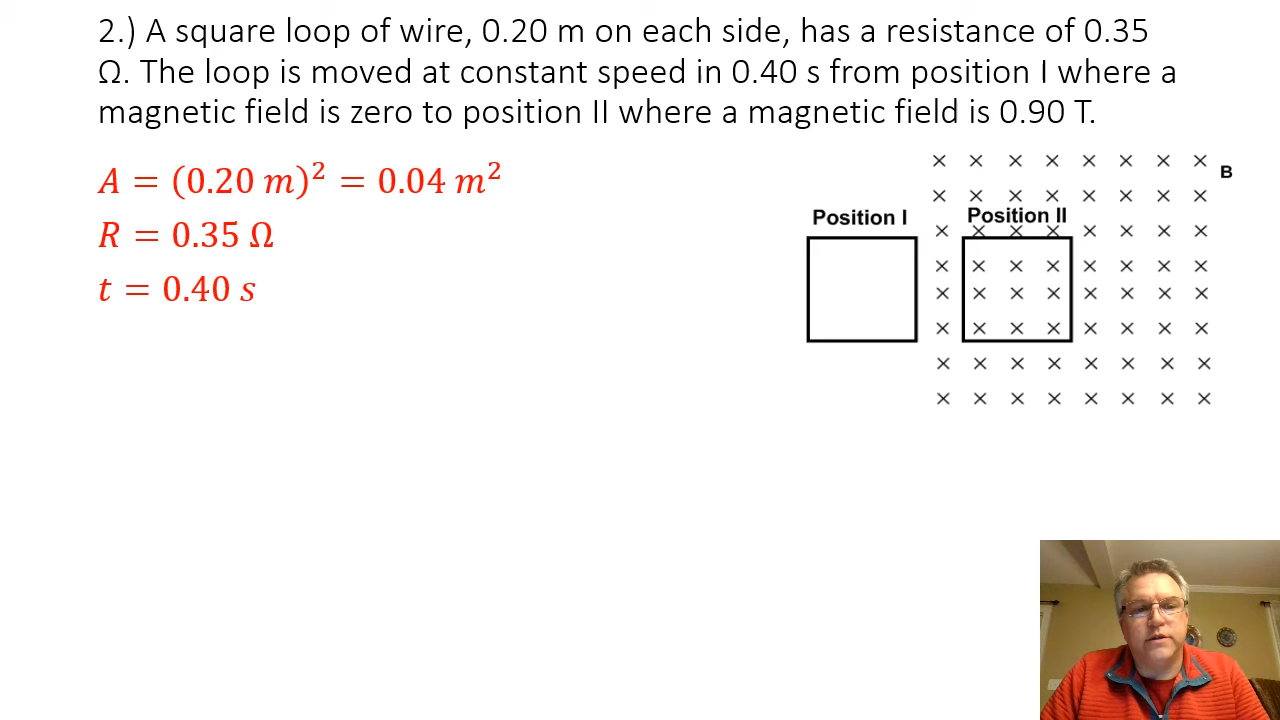 2.) A square loop of wire, 0.20 m on each side, has a resistance of 0.35
Ω. The loop is moved at constant speed in 0.40 s from position I where a
magnetic field is zero to position II where a magnetic field is 0.90 T.
A = (0.20 m)² = 0.04 m²
R = 0.35 Ω
t = 0.40 s
B
Position I
Position II